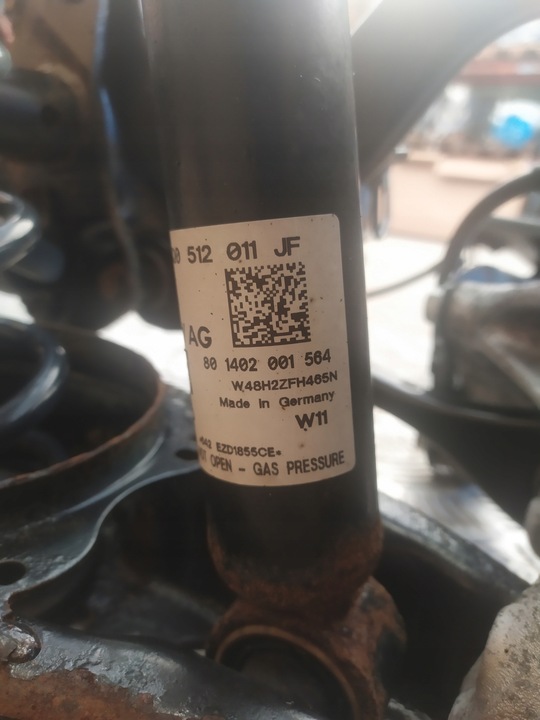 512 011 JF
AG
80 1402 001 564
W48H2ZFH465N
Made in Germany
W11
EZD1855CE*
OPEN - GAS PRESSURE